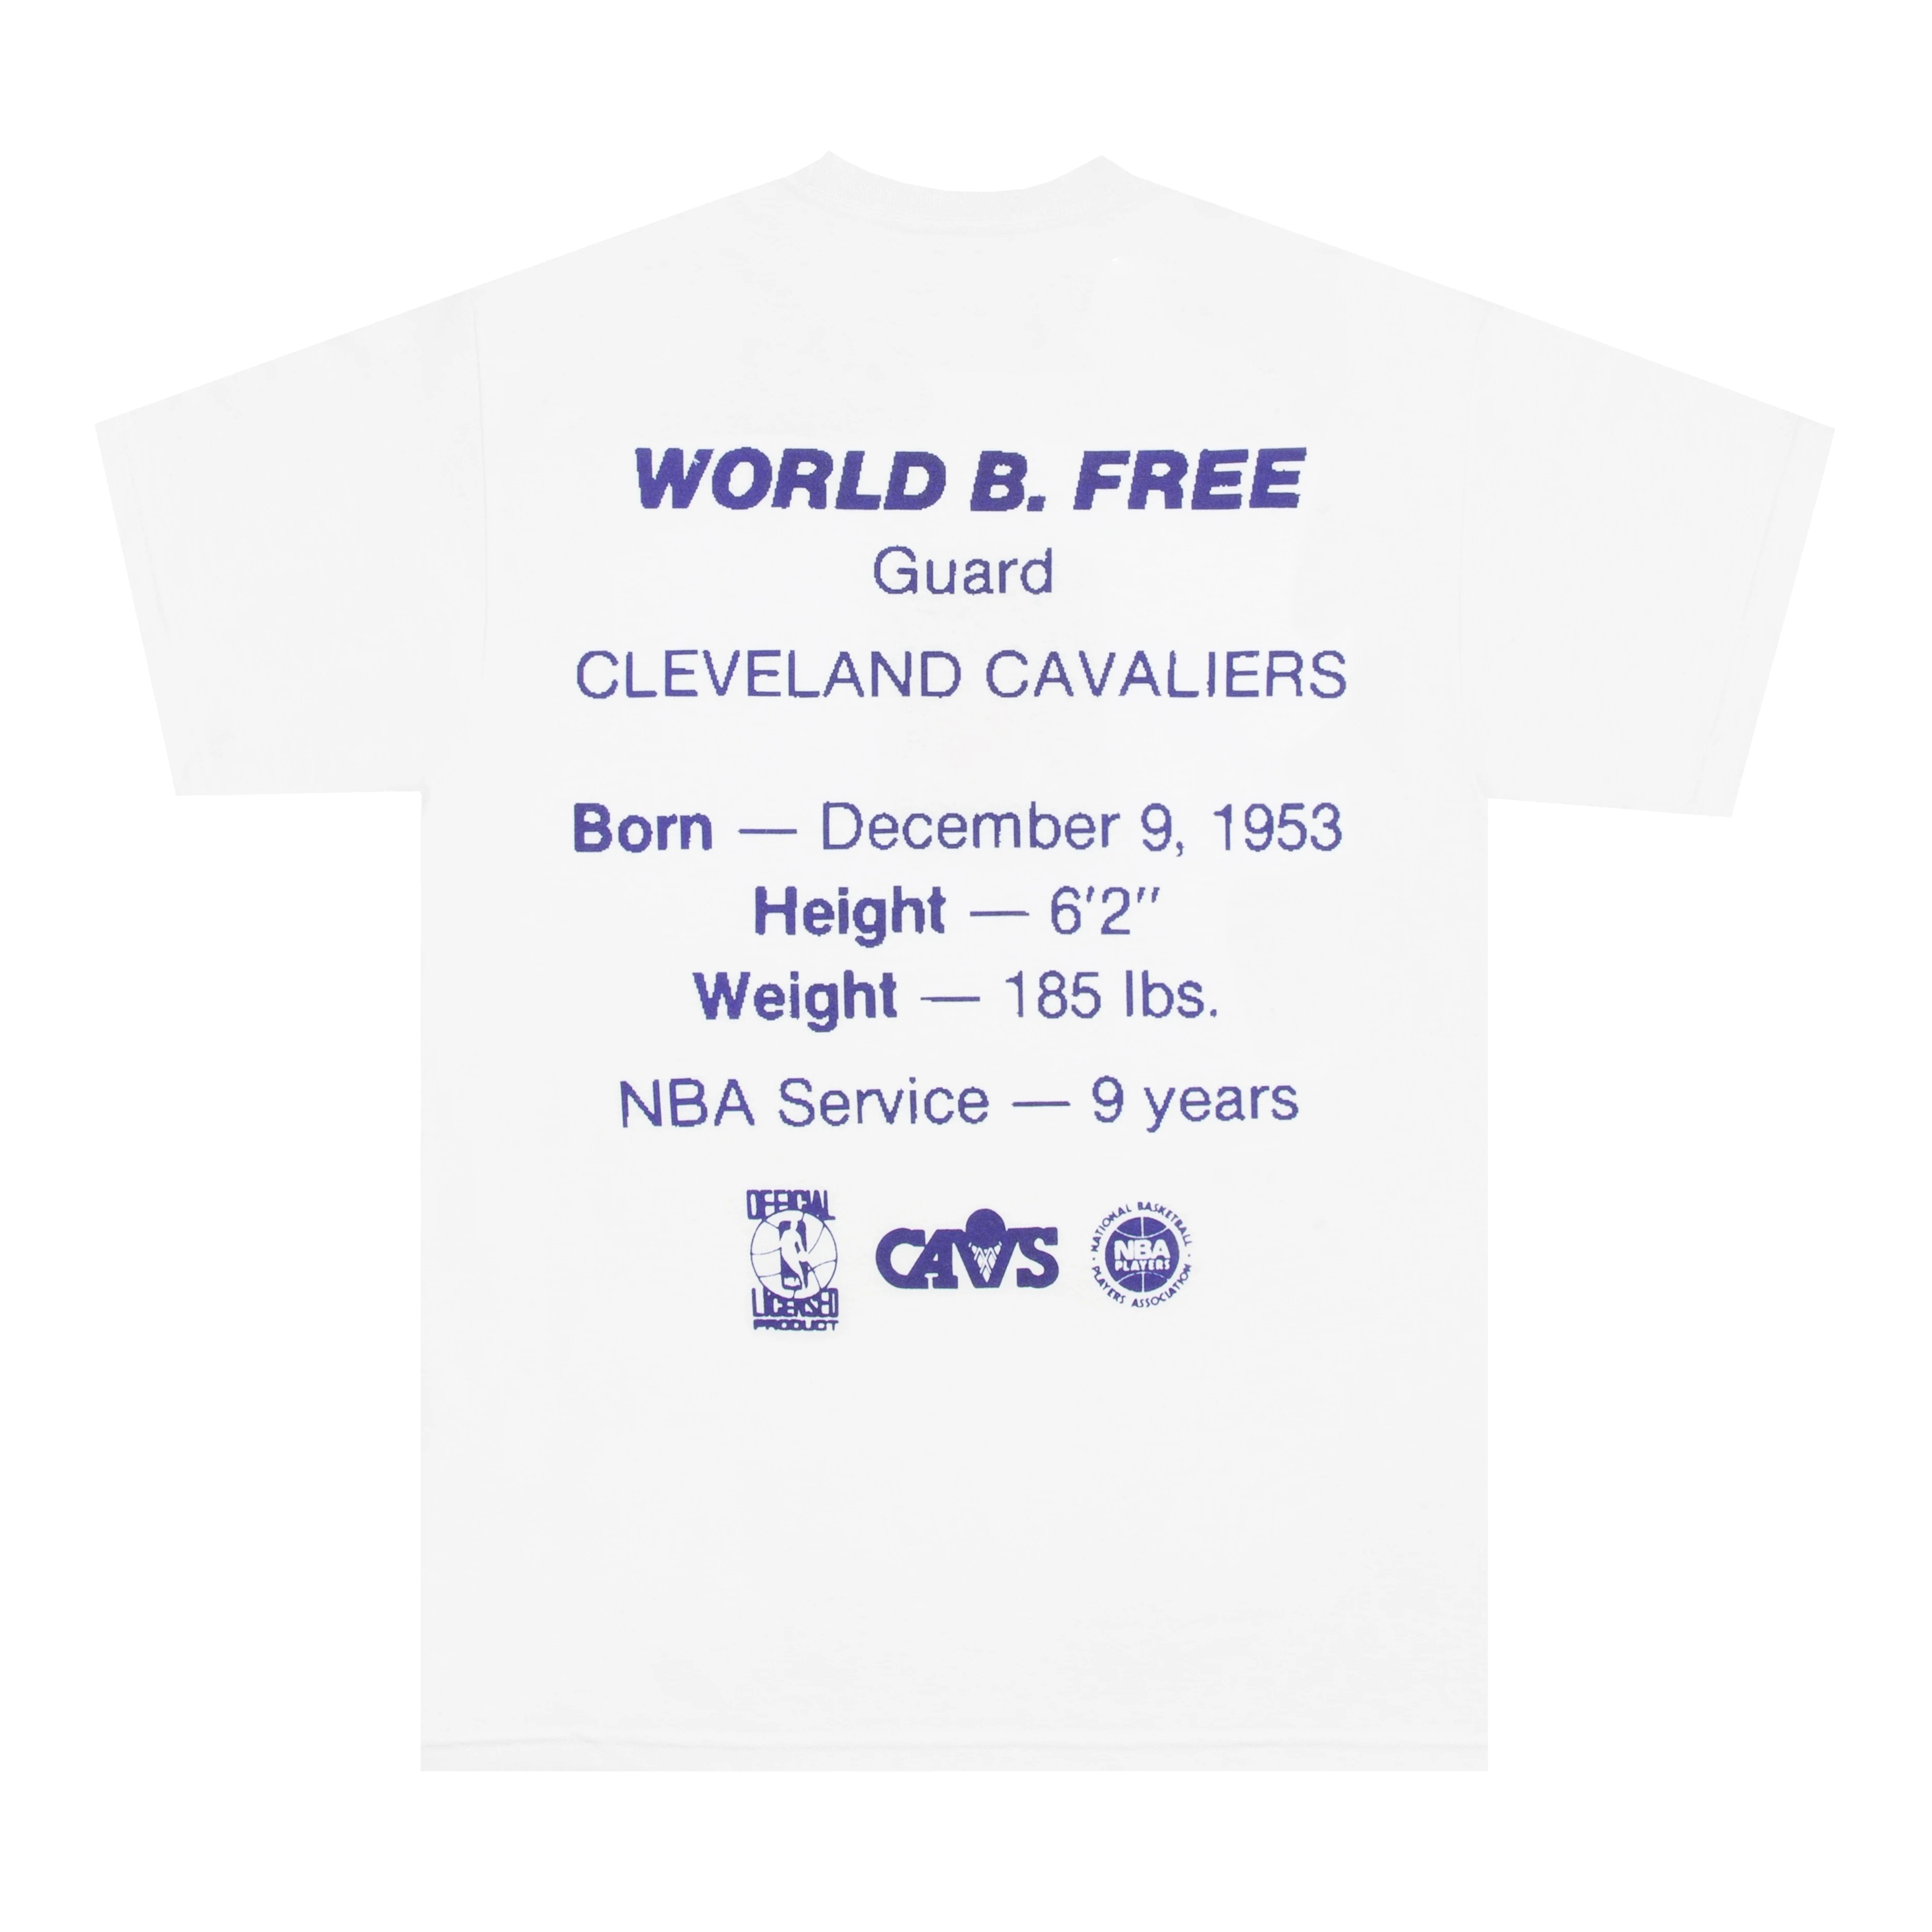 WORLD B. FREE
Guard
CLEVELAND CAVALIERS
Born — December 9, 1953
Height — 6'2"
Weight — 185 lbs.
NBA Service — 9 years
OFFICIAL
LICENSED
PRODUCT
CAVS
NATIONAL BASKETBALL
NBA
PLAYERS
PLAYERS ASSOCIATION